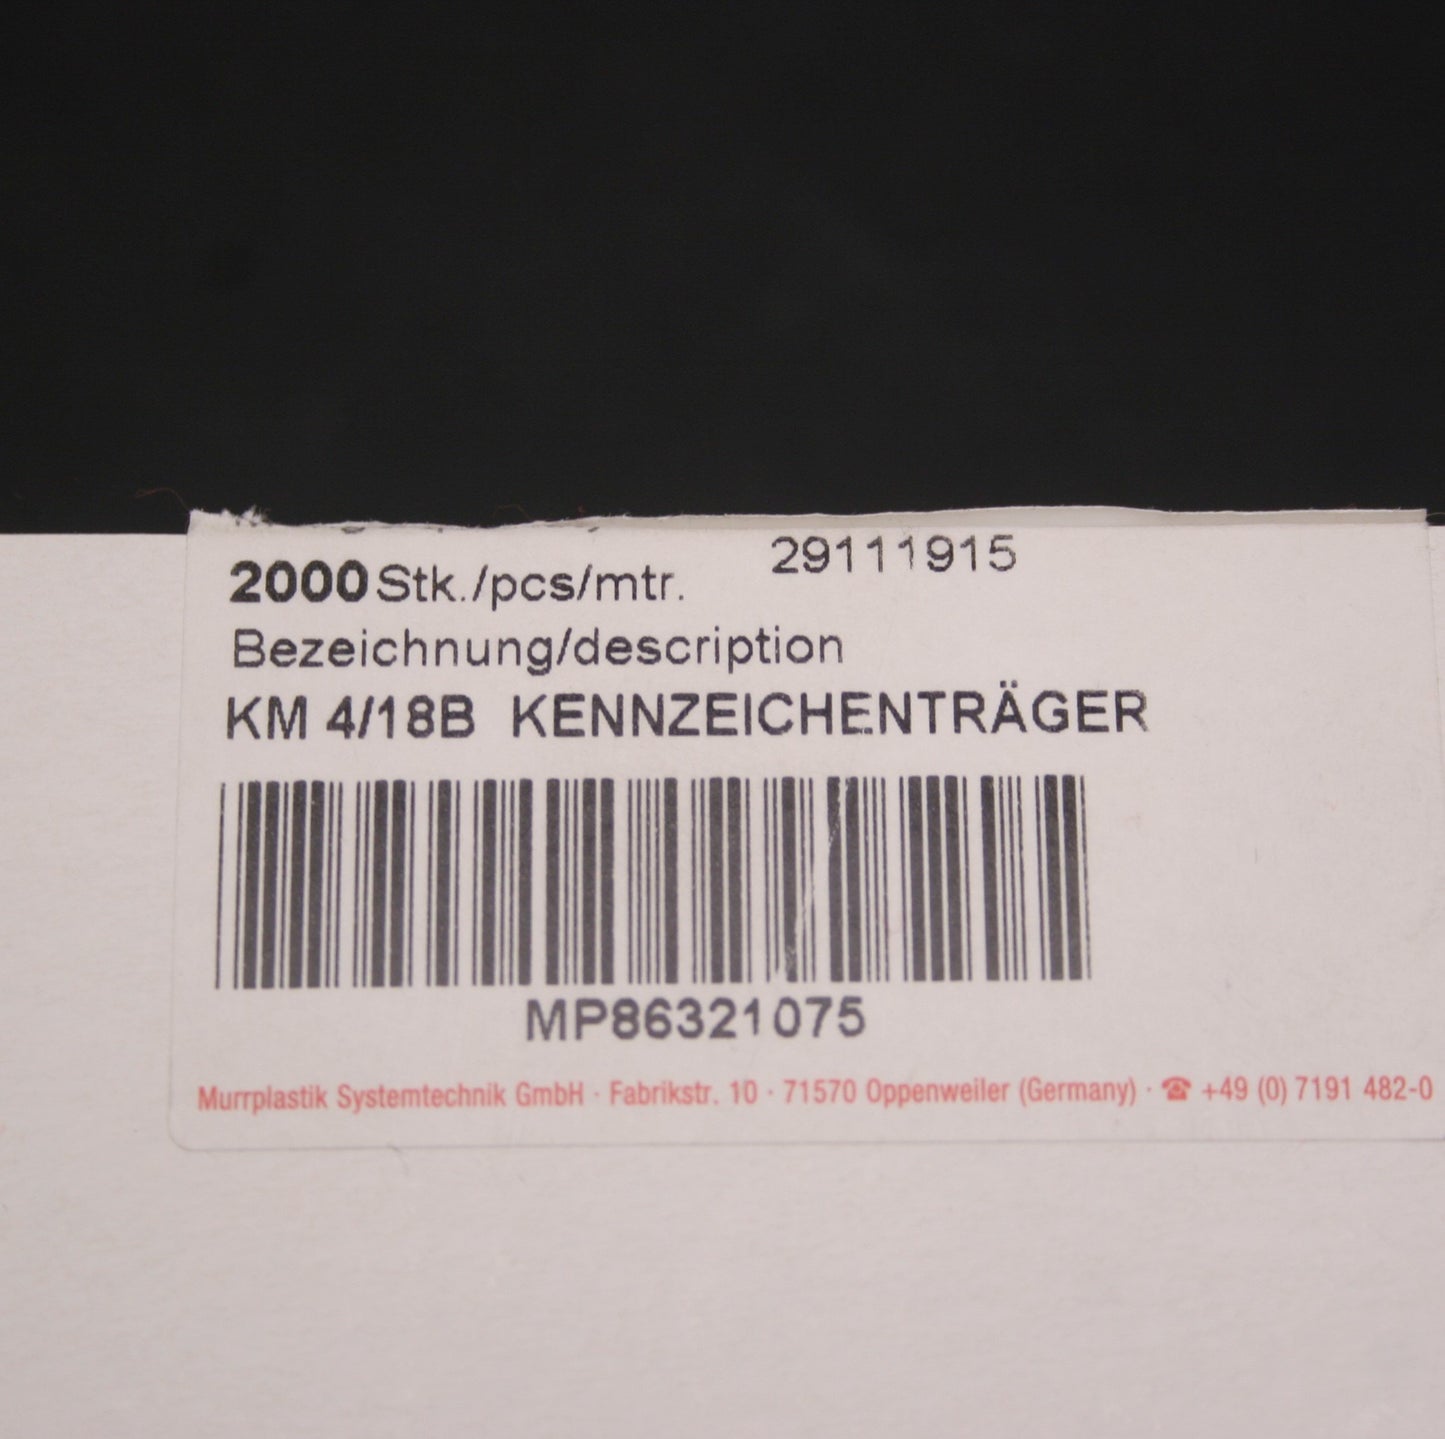 2000 Stk./pcs/mtr. 29111915
Bezeichnung/description
KM 4/18B KENNZEICHENTRÄGER
MP86321075
Murrplastik Systemtechnik GmbH · Fabrikstr. 10 · 71570 Oppenweiler (Germany) · ☎ +49 (0) 7191 482-0